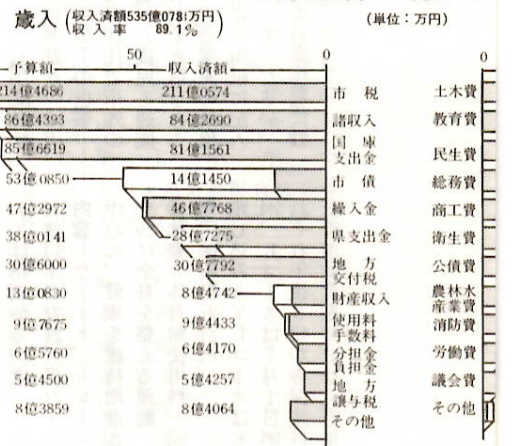 歳入 (収入済額535億078 万円
収入率 89.1%)
(単位：万円)
50 0 0
予算額 収入済額
214億4686 211億0574 市税 土木費
86億4393 84億2690 諸収入 教育費
85億6619 81億1561 国庫支出金 民生費
53億0850 14億1450 市債 総務費
47億2972 46億7768 繰入金 商工費
38億0141 28億7275 県支出金 衛生費
30億6000 30億7792 地方交付税 公債費
13億0830 8億4742 財産収入 農林水産業費
9億7675 9億4433 使用料手数料 消防費
6億5760 6億4170 分担金負担金 労働費
5億4500 5億4257 地方譲与税 議会費
8億3859 8億4064 その他 その他